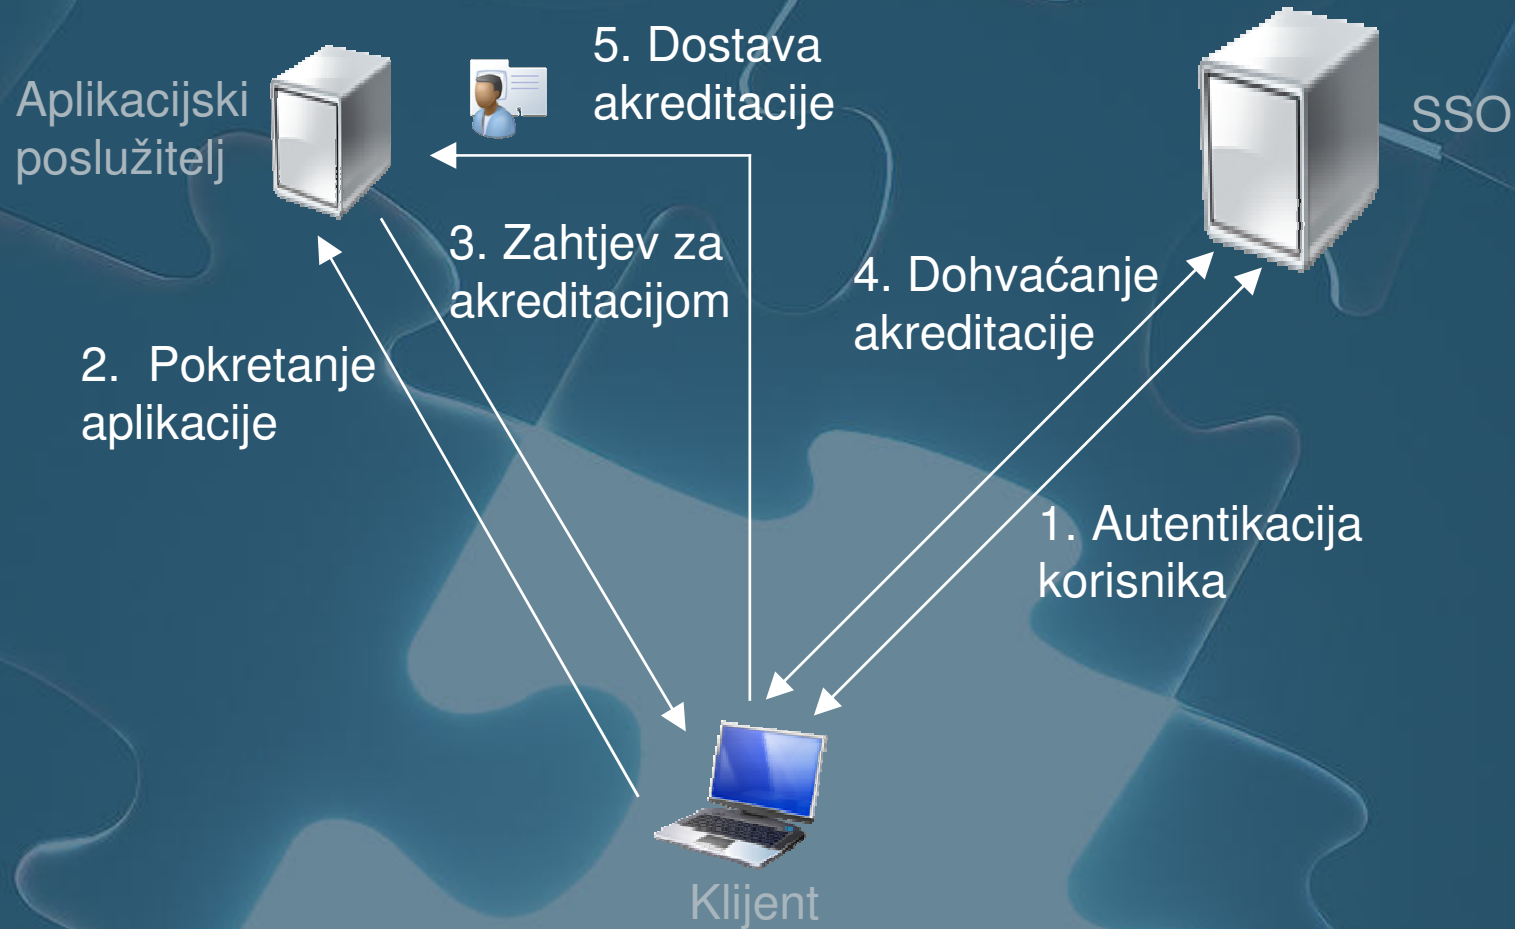 Aplikacijski
poslužitelj
5. Dostava
akreditacije
SSO
3. Zahtjev za
akreditacijom
4. Dohvaćanje
akreditacije
2.  Pokretanje
aplikacije
1. Autentikacija
korisnika
Klijent